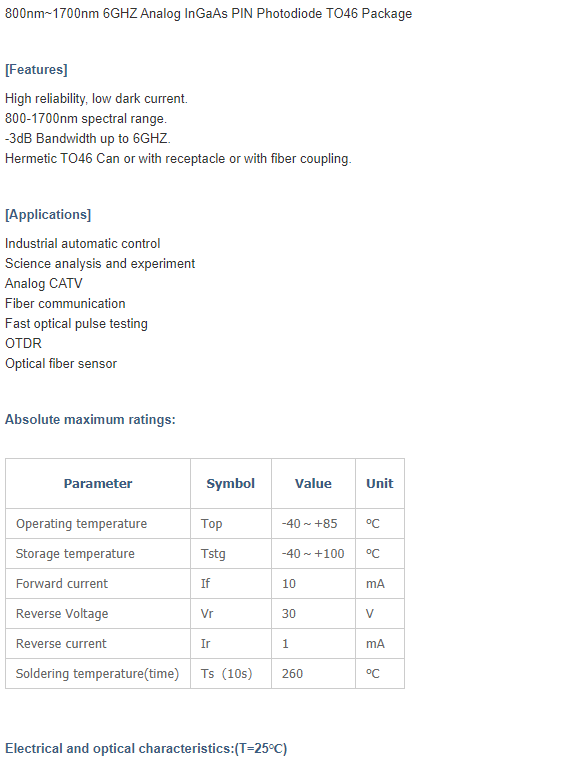 800nm~1700nm 6GHZ Analog InGaAs PIN Photodiode TO46 Package
[Features]
High reliability, low dark current.
800-1700nm spectral range.
-3dB Bandwidth up to 6GHZ.
Hermetic TO46 Can or with receptacle or with fiber coupling.
[Applications]
Industrial automatic control
Science analysis and experiment
Analog CATV
Fiber communication
Fast optical pulse testing
OTDR
Optical fiber sensor
Absolute maximum ratings:
Parameter Symbol Value Unit
Operating temperature Top -40～+85 ºC
Storage temperature Tstg -40～+100 ºC
Forward current If 10 mA
Reverse Voltage Vr 30 V
Reverse current Ir 1 mA
Soldering temperature(time) Ts (10s) 260 ºC
Electrical and optical characteristics:(T=25℃)